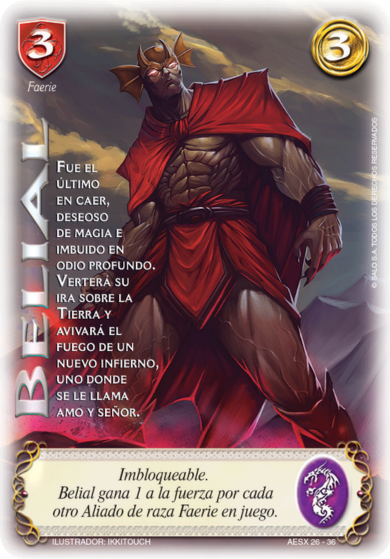 3
3
Faerie
BELIAL
FUE EL
ÚLTIMO
EN CAER,
DESEOSO
DE MAGIA E
IMBUIDO EN
ODIO PROFUNDO.
VERTERÁ SU
IRA SOBRE LA
TIERRA Y
AVIVARÁ EL
FUEGO DE UN
NUEVO INFIERNO,
UNO DONDE
SE LE LLAMA
AMO Y SEÑOR.
© SALO S.A. TODOS LOS DERECHOS RESERVADOS
Imbloqueable.
Belial gana 1 a la fuerza por cada
otro Aliado de raza Faerie en juego.
ILUSTRADOR: IKKITOUCH
AESX 26 - 36